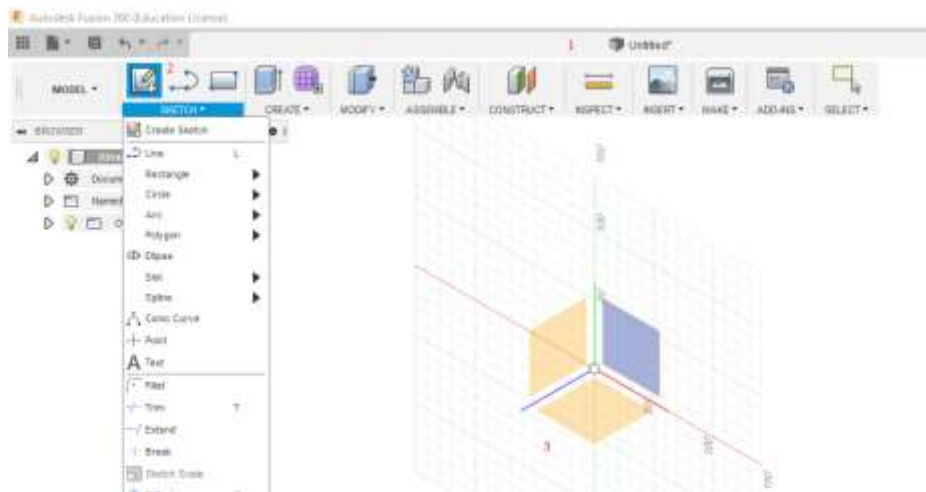 Autodesk Fusion 360 (Education License)
1 Untitled*
MODEL 2
SKETCH CREATE MODIFY ASSEMBLE CONSTRUCT INSPECT INSERT MAKE ADD-INS SELECT
BROWSER
Create Sketch
Line L
Docum
Rectangle
Named
Circle
Arc
O
Polygon
Ellipse
Slot
Spline
Conic Curve
Point
Text
Fillet
Trim T
Extend
Break
Sketch Scale
3